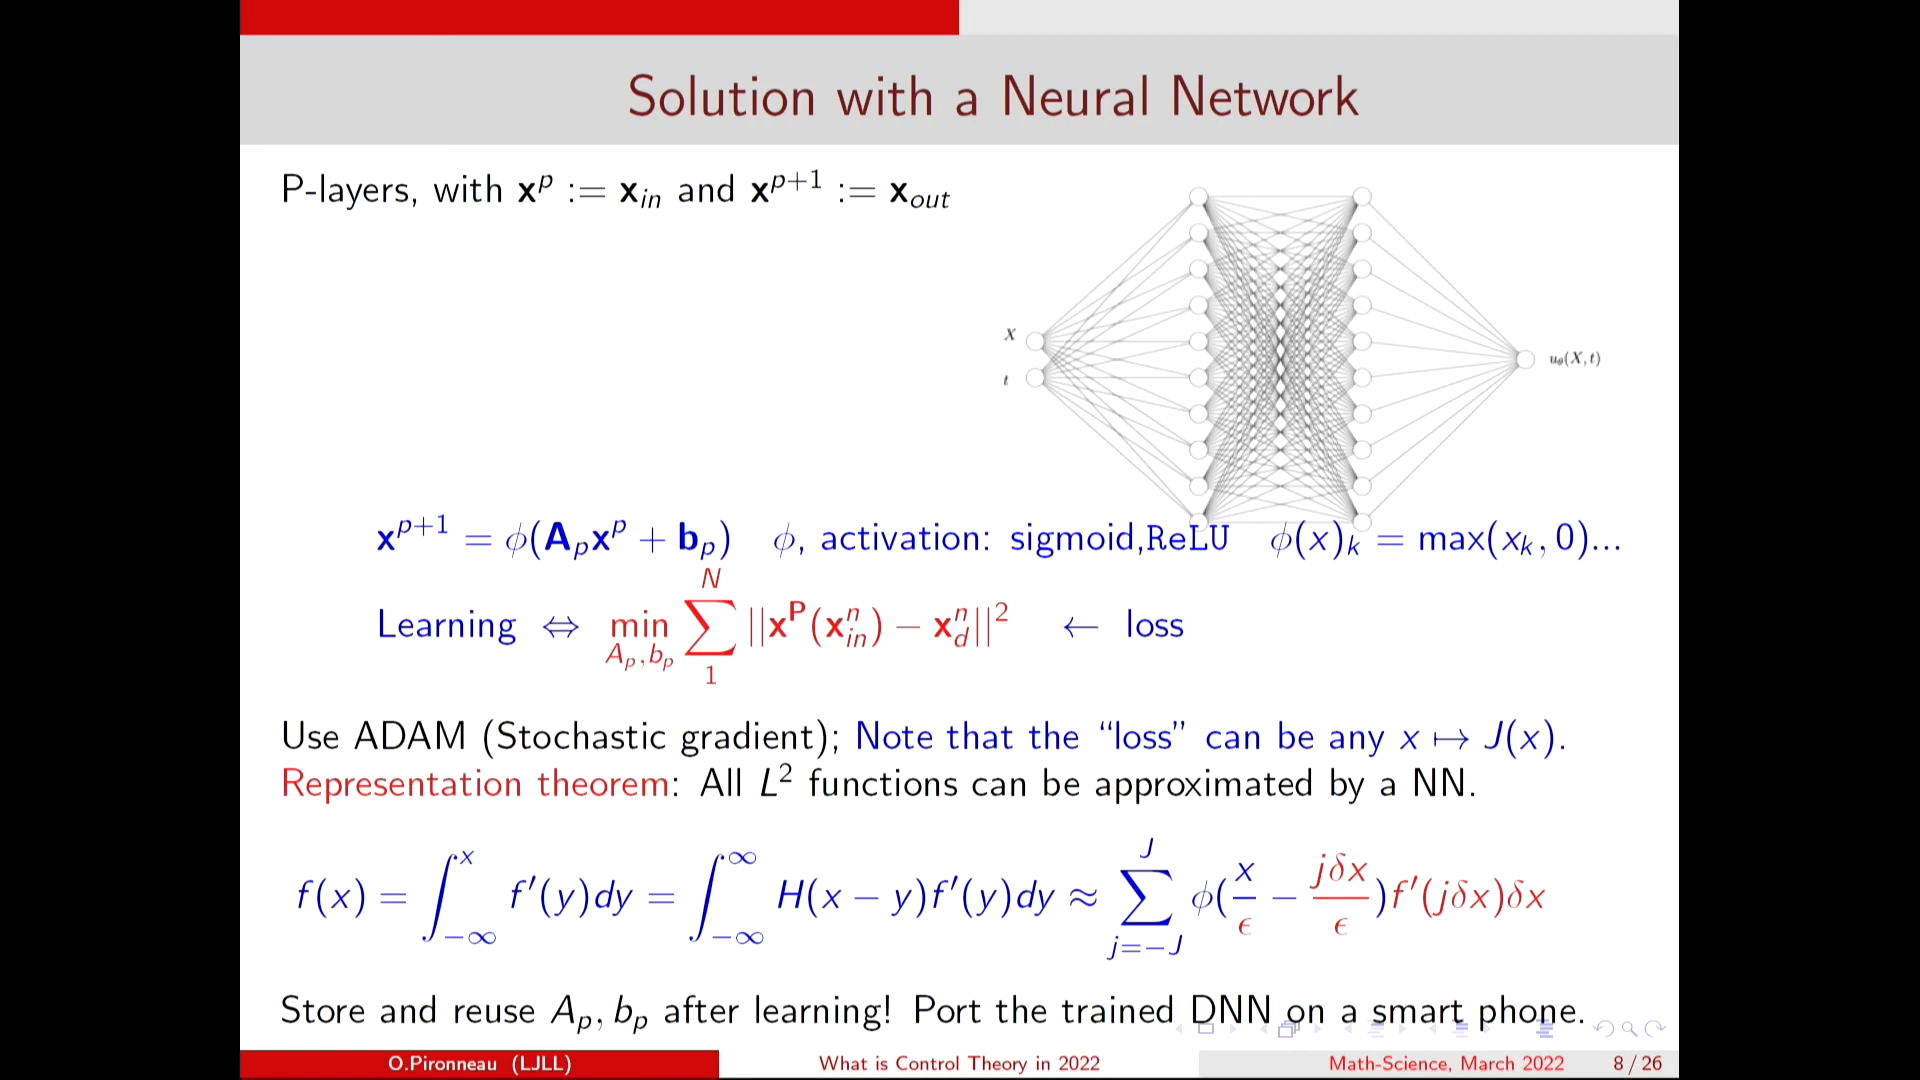 Solution with a Neural Network
P-layers, with x^p := x_in and x^{p+1} := x_out
X
t
u_θ(X,t)
x^{p+1} = ϕ(A_p x^p + b_p) ϕ, activation: sigmoid,ReLU ϕ(x)_k = max(x_k, 0)...
Learning ⇔ min_{A_p,b_p} ∑_1^N ||x^P(x_in^n) − x_d^n||^2 ← loss
Use ADAM (Stochastic gradient); Note that the “loss” can be any x ↦ J(x).
Representation theorem: All L^2 functions can be approximated by a NN.
f(x) = ∫_{−∞}^x f′(y)dy = ∫_{−∞}^∞ H(x − y)f′(y)dy ≈ ∑_{j=−J}^J ϕ(x/ϵ − jδx/ϵ)f′(jδx)δx
Store and reuse A_p, b_p after learning! Port the trained DNN on a smart phone.
O.Pironneau (LJLL)
What is Control Theory in 2022
Math-Science, March 2022
8 / 26